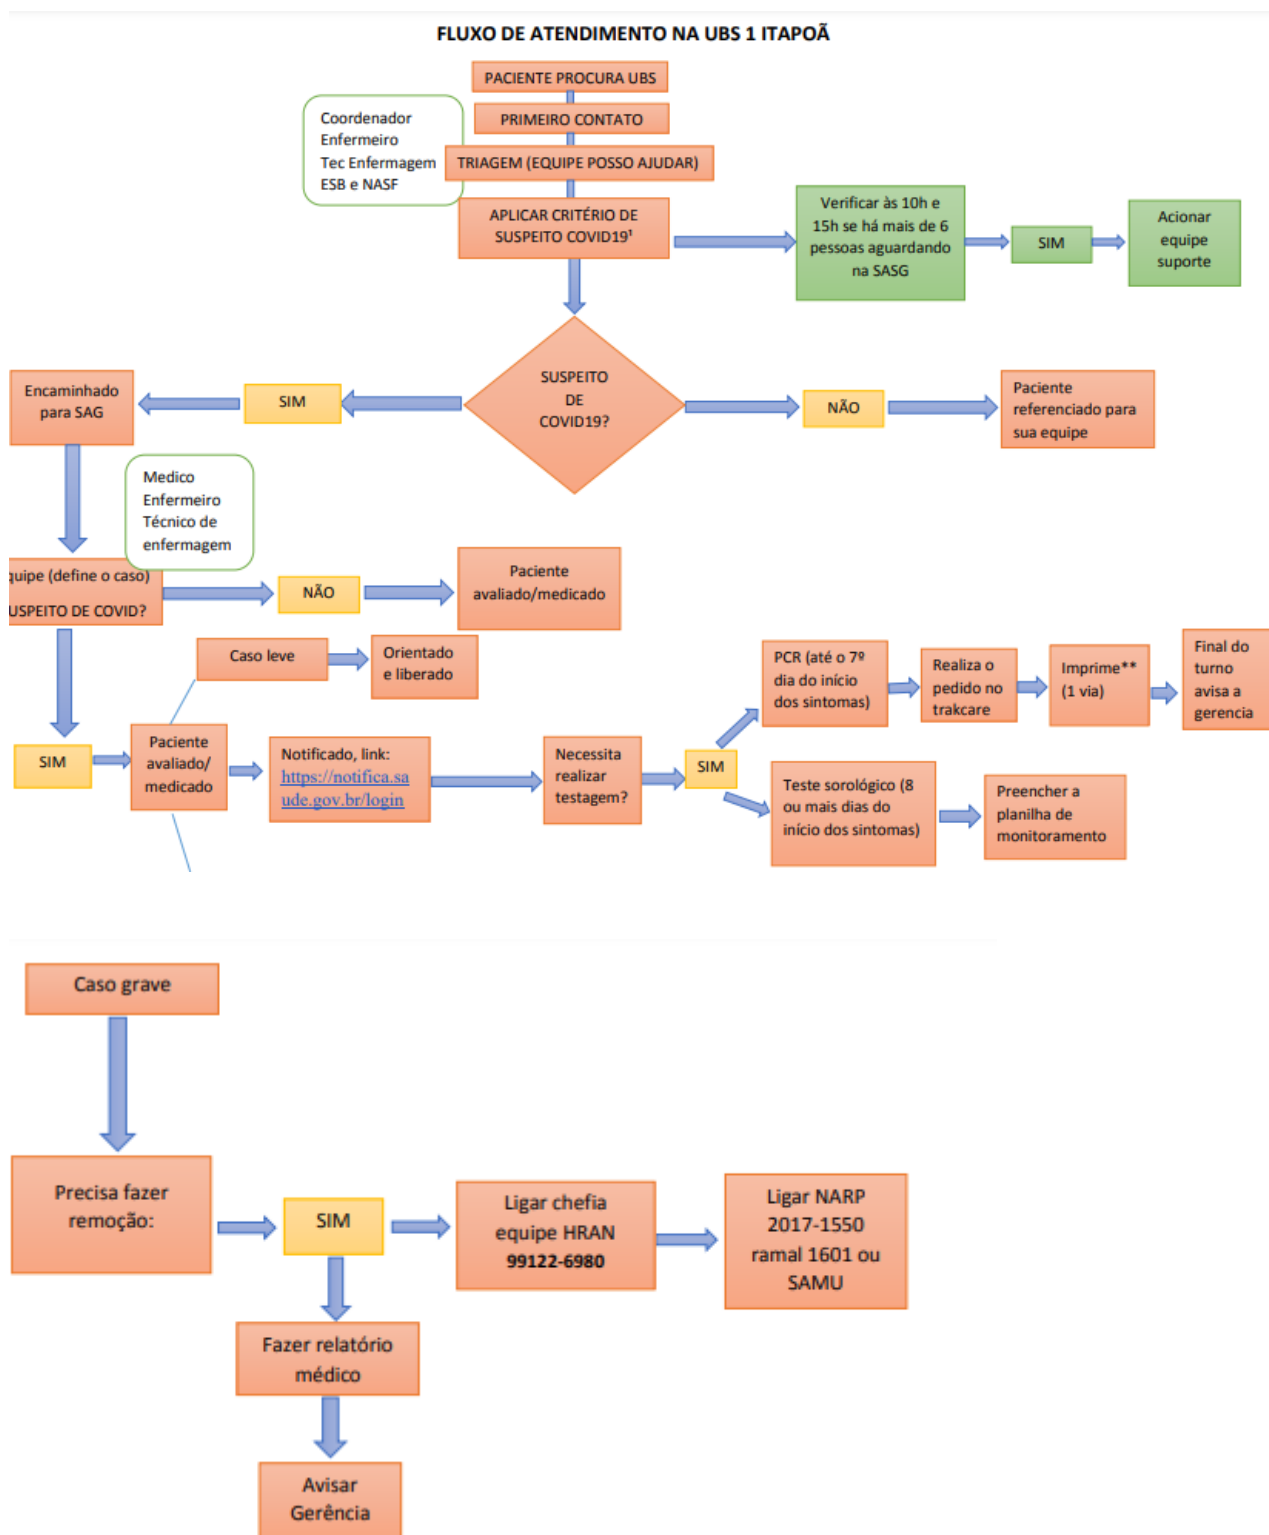 FLUXO DE ATENDIMENTO NA UBS 1 ITAPOÃ
PACIENTE PROCURA UBS
PRIMEIRO CONTATO
TRIAGEM (EQUIPE POSSO AJUDAR)
Coordenador
Enfermeiro
Tec Enfermagem
ESB e NASF
APLICAR CRITÉRIO DE
SUSPEITO COVID19¹
Verificar às 10h e
15h se há mais de 6
pessoas aguardando
na SASG
SIM
Acionar
equipe
suporte
SUSPEITO
DE
COVID19?
SIM
Encaminhado
para SAG
NÃO
Paciente
referenciado para
sua equipe
Medico
Enfermeiro
Técnico de
enfermagem
quipe (define o caso)
USPEITO DE COVID?
NÃO
Paciente
avaliado/medicado
Caso leve
Orientado
e liberado
SIM
Paciente
avaliado/
medicado
Notificado, link:
https://notifica.sa
ude.gov.br/login
Necessita
realizar
testagem?
SIM
PCR (até o 7º
dia do início
dos sintomas)
Realiza o
pedido no
trakcare
Imprime**
(1 via)
Final do
turno
avisa a
gerencia
Teste sorológico (8
ou mais dias do
início dos sintomas)
Preencher a
planilha de
monitoramento
Caso grave
Precisa fazer
remoção:
SIM
Ligar chefia
equipe HRAN
99122-6980
Ligar NARP
2017-1550
ramal 1601 ou
SAMU
Fazer relatório
médico
Avisar
Gerência